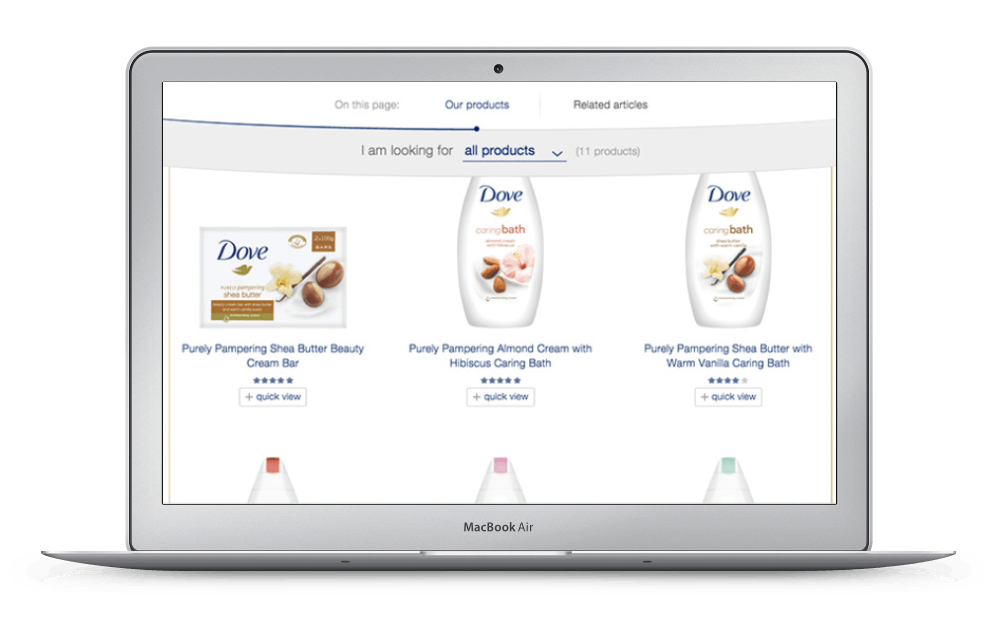 On this page: Our products Related articles
I am looking for all products (11 products)
Dove
2x100g
BARS
purely pampering
shea butter
Dove
caring bath
almond cream
with hibiscus
Dove
caring bath
shea butter
with warm vanilla
Purely Pampering Shea Butter Beauty
Cream Bar
+ quick view
Purely Pampering Almond Cream with
Hibiscus Caring Bath
+ quick view
Purely Pampering Shea Butter with
Warm Vanilla Caring Bath
+ quick view
MacBook Air